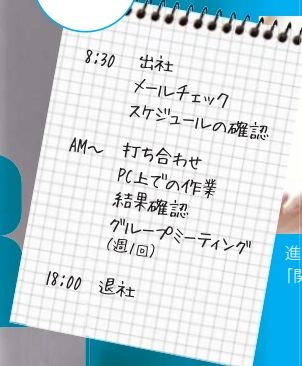 8:30 出社
メールチェック
スケジュールの確認
AM～ 打ち合わせ
PC上での作業
結果確認
グループミーティング
(週1回)
18:00 退社
進
「関